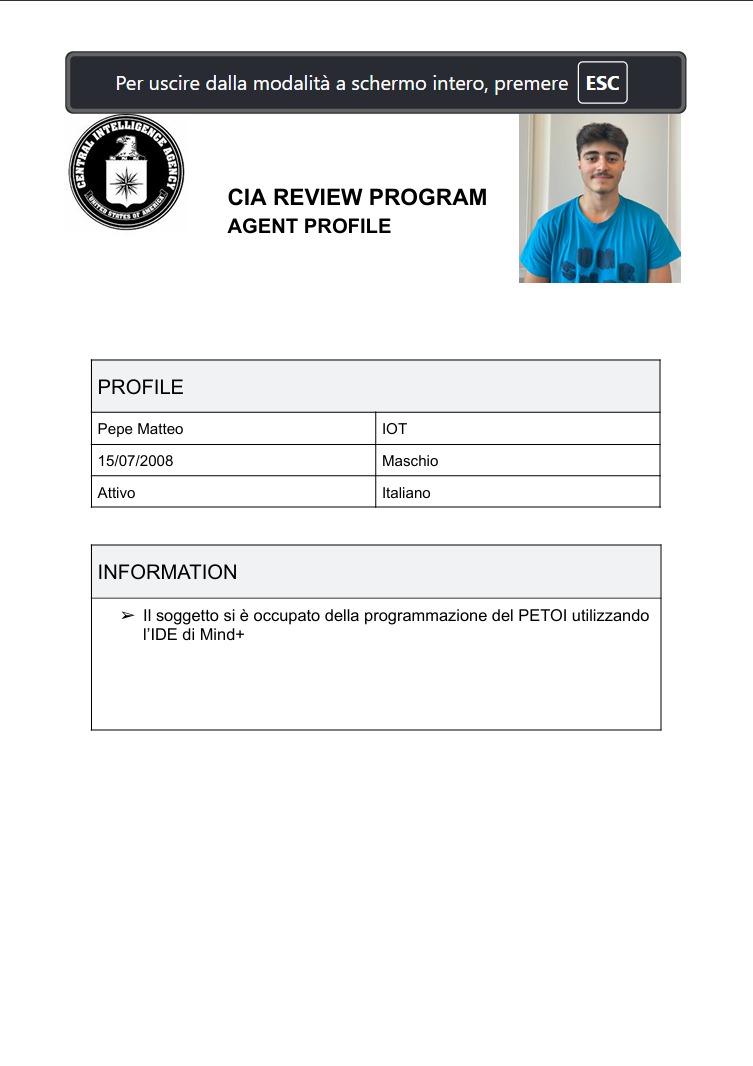 Per uscire dalla modalità a schermo intero, premere ESC
CENTRAL INTELLIGENCE AGENCY
UNITED STATES OF AMERICA
CIA REVIEW PROGRAM
AGENT PROFILE
SUN
PROFILE
Pepe Matteo
IOT
15/07/2008
Maschio
Attivo
Italiano
INFORMATION
➢ Il soggetto si è occupato della programmazione del PETOI utilizzando
l’IDE di Mind+